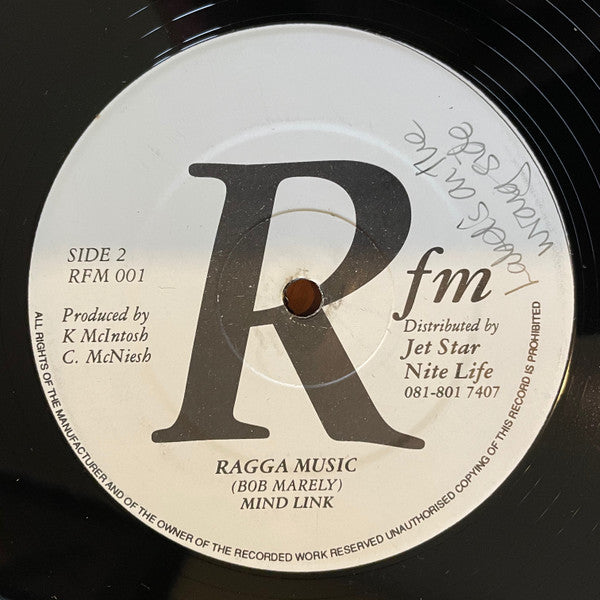 R
fm
Label's on the
wrong side
SIDE 2
RFM 001
Produced by
K McIntosh
C. McNiesh
Distributed by
Jet Star
Nite Life
081-801 7407
RAGGA MUSIC
(BOB MARELY)
MIND LINK
ALL RIGHTS OF THE MANUFACTURER AND OF THE OWNER OF THE RECORDED WORK RESERVED UNAUTHORISED COPYING OF THIS RECORD IS PROHIBITED